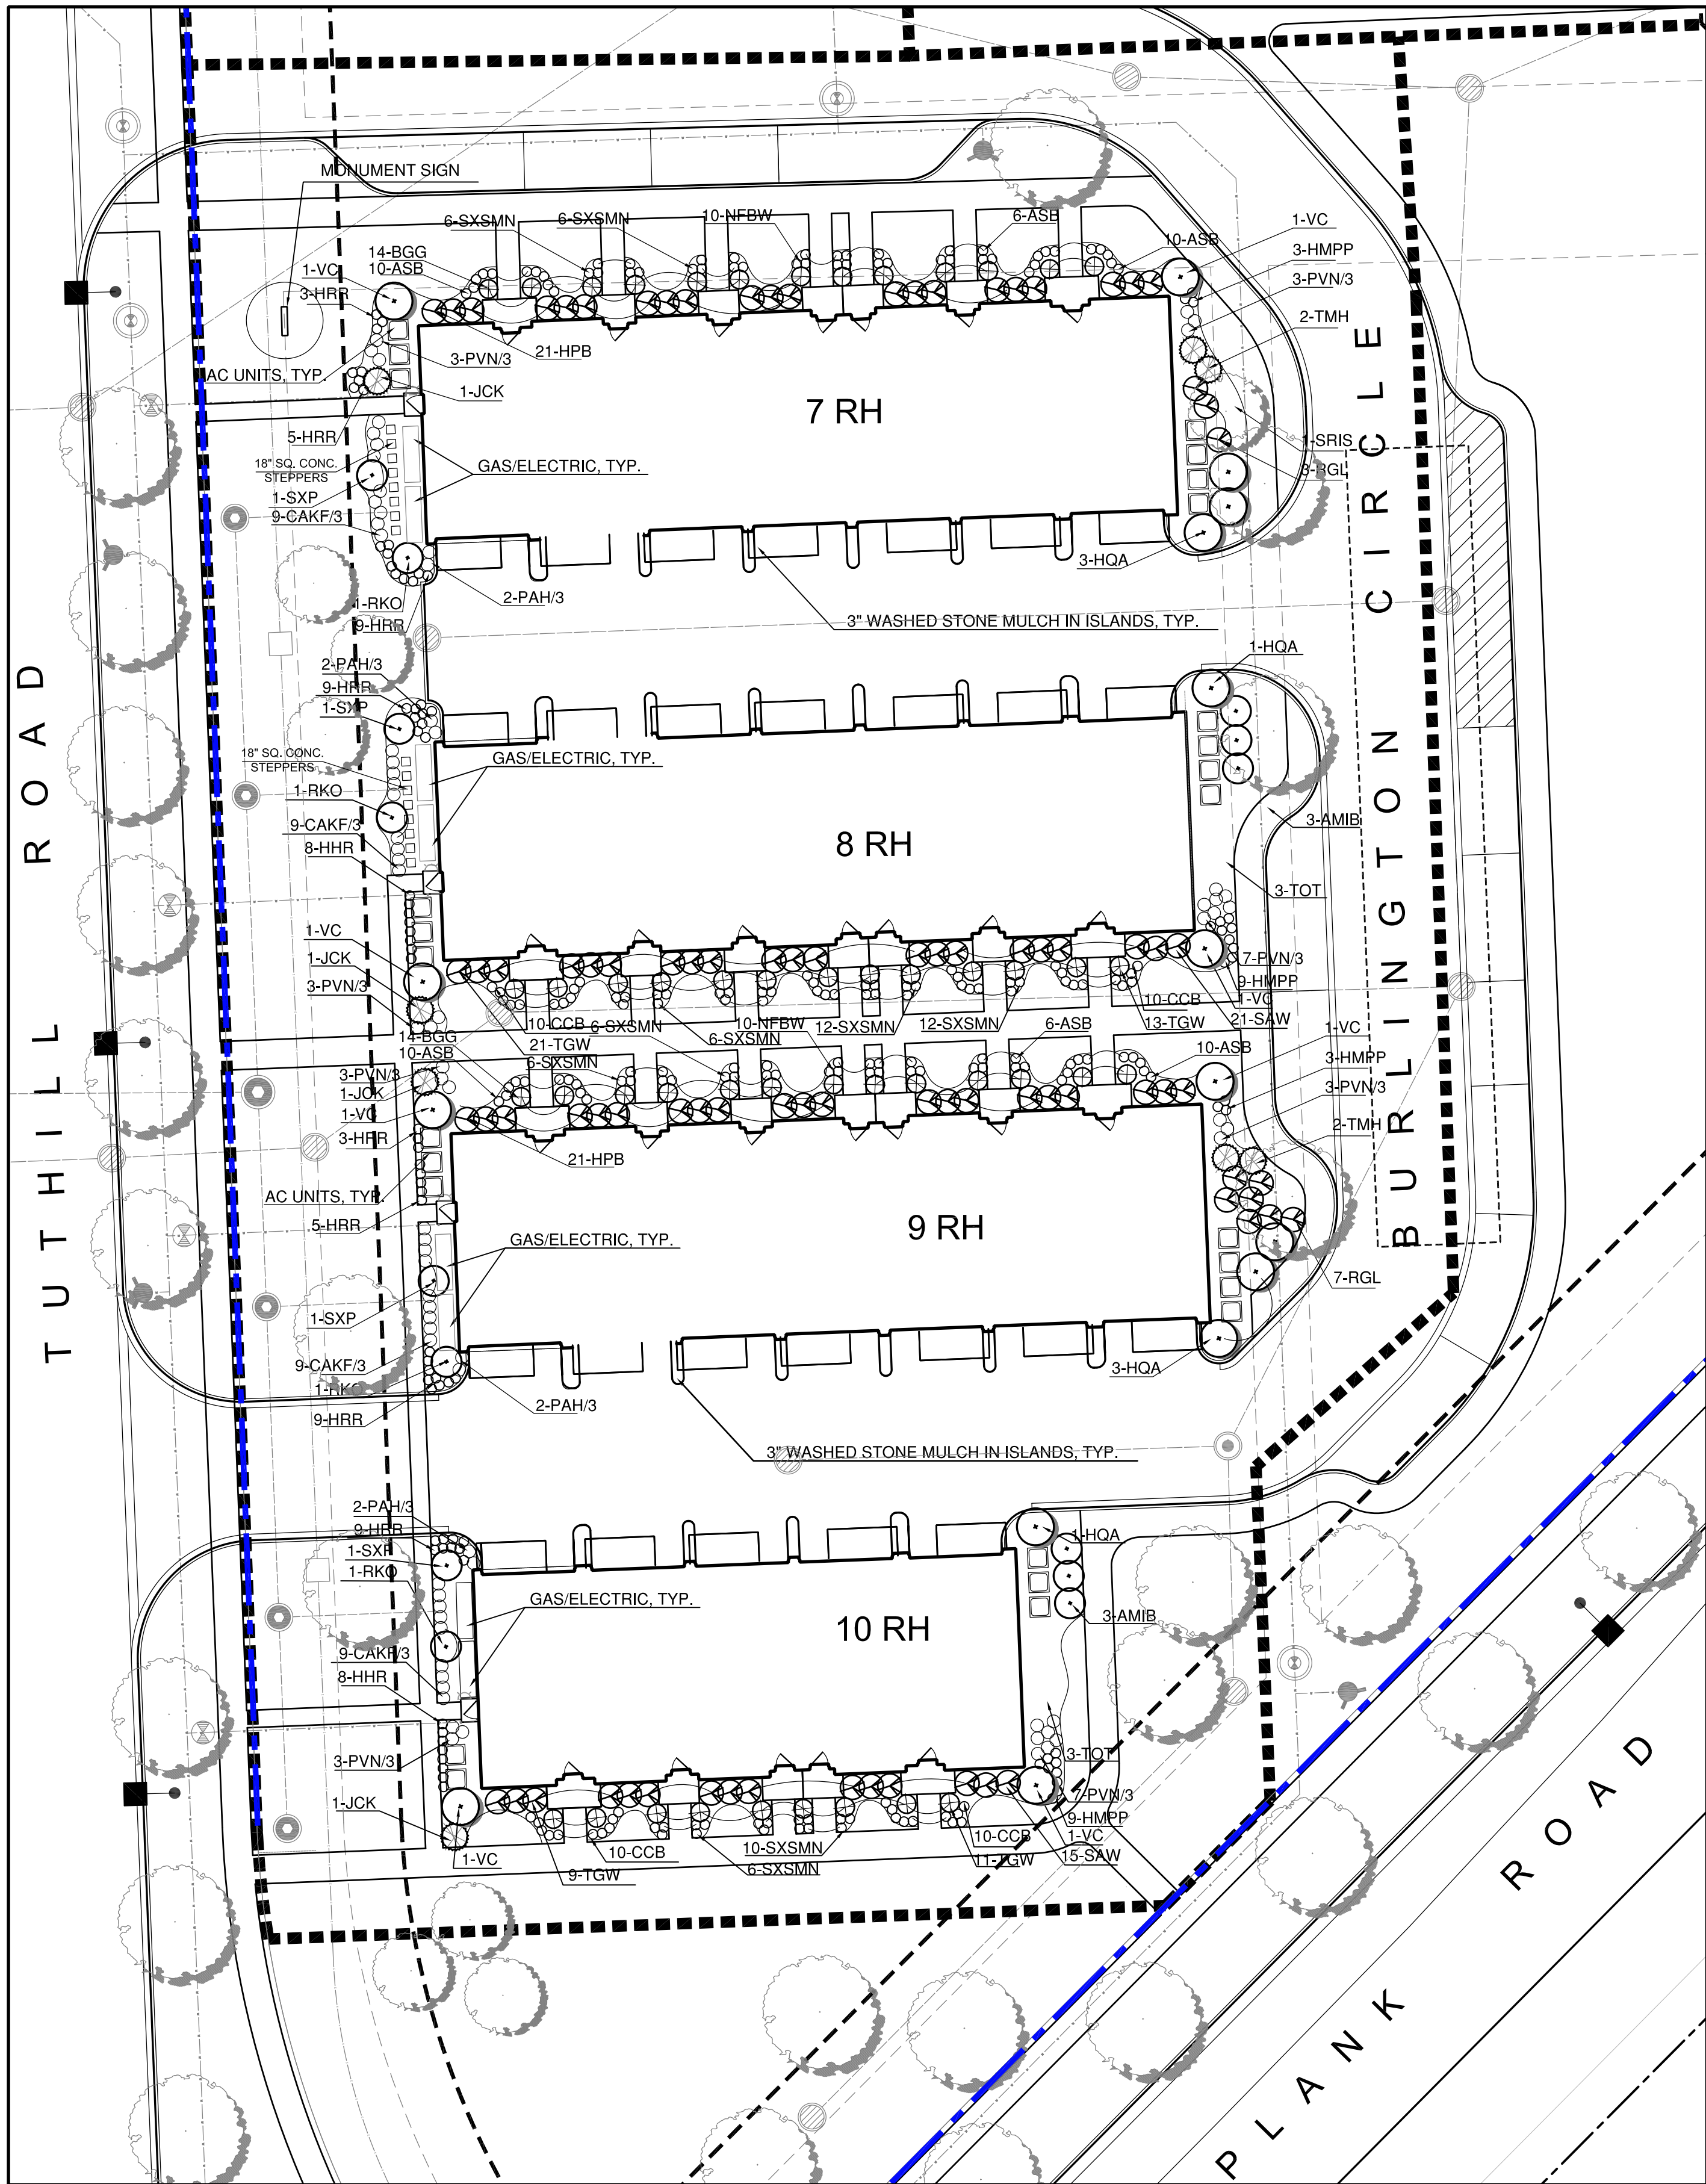 MONUMENT SIGN
6-SXSMN
6-SXSMN
10-NFBW
6-ASB
1-VC
10-ASB
3-HMPP
14-BGG
10-ASB
1-VC
3-HRR
3-PVN/3
2-TMH
21-HPB
3-PVN/3
AC UNITS, TYP.
1-JCK
7 RH
5-HRR
1-SRIS
18" SQ. CONC.
STEPPERS
GAS/ELECTRIC, TYP.
3-RGL
1-SXP
9-CAKF/3
3-HQA
1-RKO
2-PAH/3
9-HRR
3" WASHED STONE MULCH IN ISLANDS, TYP.
1-HQA
2-PAH/3
9-HRR
1-SXP
18" SQ. CONC.
STEPPERS
GAS/ELECTRIC, TYP.
1-RKO
9-CAKF/3
8-HHR
8 RH
3-AMIB
3-TOT
1-VC
1-JCK
3-PVN/3
7-PVN/3
9-HMPP
1-VC
21-SAW
10-CCB
13-TGW
10-CCB
6-SXSMN
21-TGW
6-SXSMN
10-NFBW
6-SXSMN
12-SXSMN
12-SXSMN
6-ASB
1-VC
10-ASB
3-HMPP
3-PVN/3
2-TMH
14-BGG
10-ASB
3-PVN/3
1-JCK
1-VC
3-HRR
21-HPB
AC UNITS, TYP.
5-HRR
9 RH
GAS/ELECTRIC, TYP.
7-RGL
1-SXP
9-CAKF/3
1-RKO
3-HQA
2-PAH/3
9-HRR
3" WASHED STONE MULCH IN ISLANDS, TYP.
2-PAH/3
9-HRR
1-SXP
1-RKO
1-HQA
GAS/ELECTRIC, TYP.
3-AMIB
10 RH
9-CAKF/3
8-HHR
3-PVN/3
3-TOT
1-JCK
7-PVN/3
9-HMPP
1-VC
15-SAW
10-CCB
11-TGW
1-VC
9-TGW
10-CCB
10-SXSMN
6-SXSMN
TUTHILL ROAD
BURLINGTON CIRCLE
PLANK ROAD